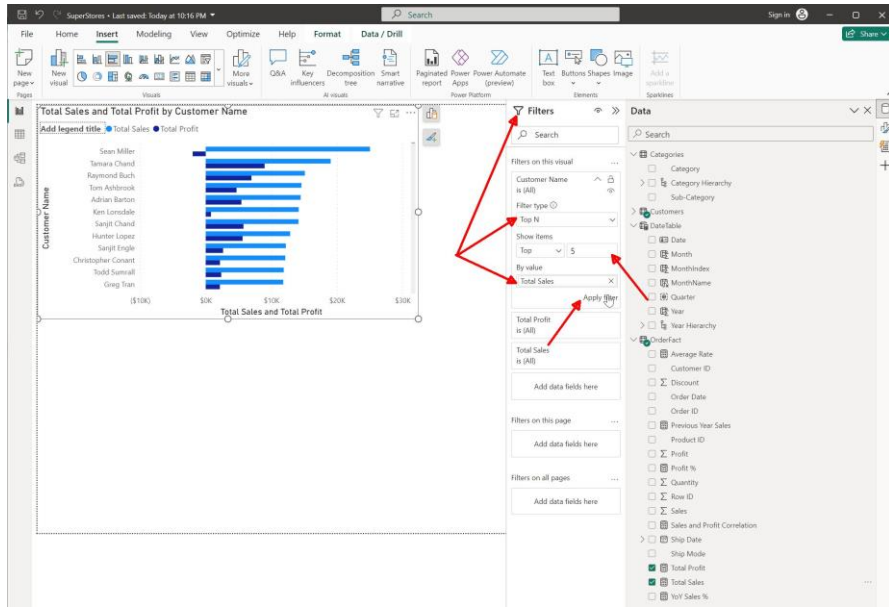 SuperStores • Last saved: Today at 10:16 PM
Search
Sign in
File Home Insert Modeling View Optimize Help Format Data / Drill
Share
New page
New visual
More visuals
Q&A
Key influencers
Decomposition tree
Smart narrative
Paginated report
Power Apps
Power Automate (preview)
Text box
Buttons
Shapes
Image
Add a sparkline
Pages
Visuals
AI visuals
Power Platform
Elements
Sparklines
Total Sales and Total Profit by Customer Name
Add legend title Total Sales Total Profit
Customer Name
Sean Miller
Tamara Chand
Raymond Buch
Tom Ashbrook
Adrian Barton
Ken Lonsdale
Sanjit Chand
Hunter Lopez
Sanjit Engle
Christopher Conant
Todd Sumrall
Greg Tran
($10K) $0K $10K $20K $30K
Total Sales and Total Profit
Filters
Search
Filters on this visual
Customer Name
is (All)
Filter type
Top N
Show items
Top 5
By value
Total Sales
Apply filter
Total Profit
is (All)
Total Sales
is (All)
Add data fields here
Filters on this page
Add data fields here
Filters on all pages
Add data fields here
Data
Search
Categories
Category
Category Hierarchy
Sub-Category
Customers
DateTable
Date
Month
MonthIndex
MonthName
Quarter
Year
Year Hierarchy
OrderFact
Average Rate
Customer ID
Discount
Order Date
Order ID
Previous Year Sales
Product ID
Profit
Profit %
Quantity
Row ID
Sales
Sales and Profit Correlation
Ship Date
Ship Mode
Total Profit
Total Sales
YoY Sales %